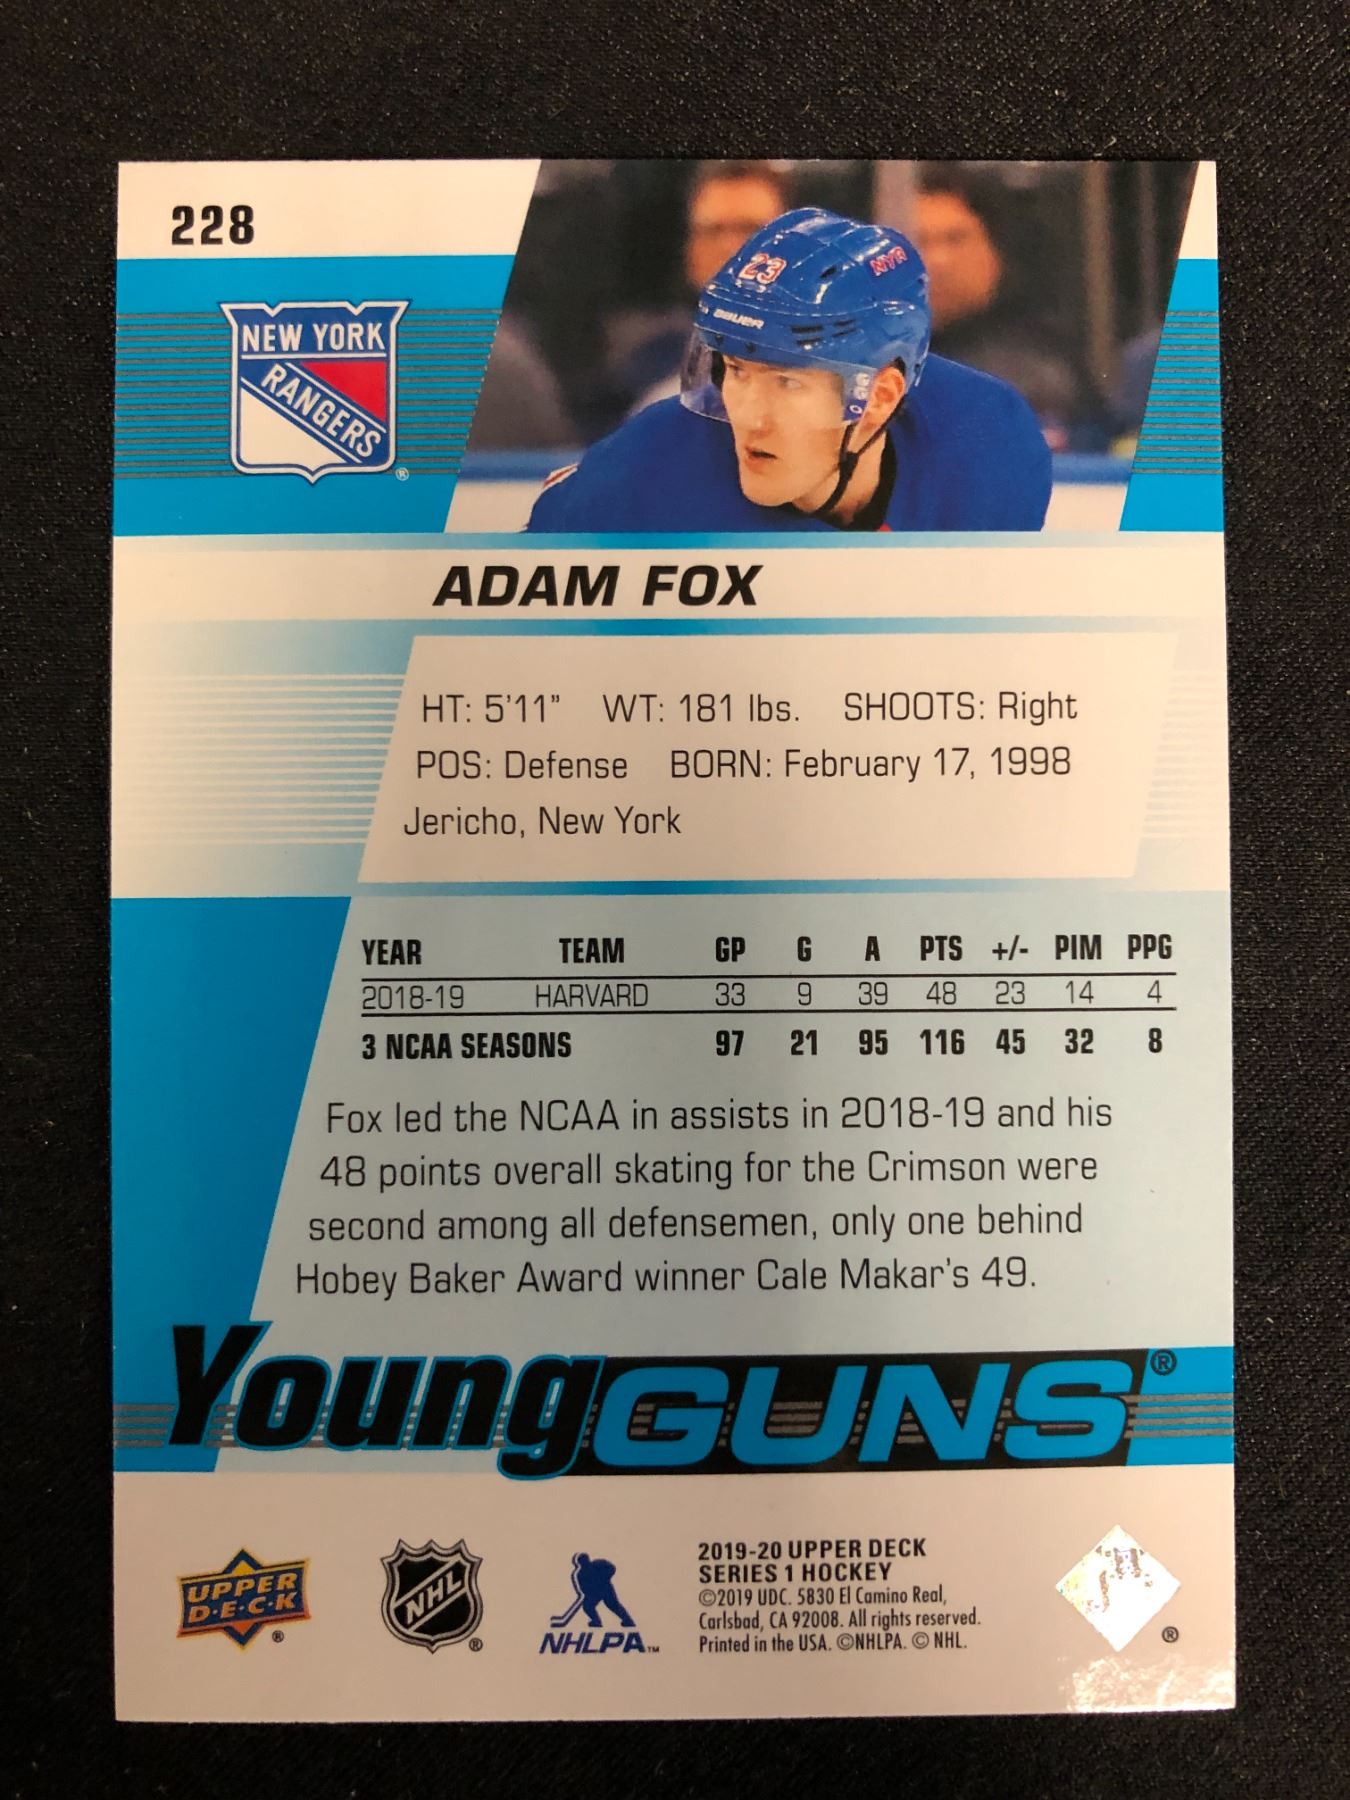 228
NEW YORK
RANGERS
®
23
NYR
BAUER
ADAM FOX
HT: 5'11" WT: 181 lbs. SHOOTS: Right
POS: Defense BORN: February 17, 1998
Jericho, New York
YEAR TEAM GP G A PTS +/- PIM PPG
2018-19 HARVARD 33 9 39 48 23 14 4
3 NCAA SEASONS 97 21 95 116 45 32 8
Fox led the NCAA in assists in 2018-19 and his
48 points overall skating for the Crimson were
second among all defensemen, only one behind
Hobey Baker Award winner Cale Makar's 49.
Young GUNS®
UPPER
D·E·C·K
®
NHL
®
NHLPA™
2019-20 UPPER DECK
SERIES 1 HOCKEY
©2019 UDC. 5830 El Camino Real,
Carlsbad, CA 92008. All rights reserved.
Printed in the USA. ©NHLPA. © NHL.
®